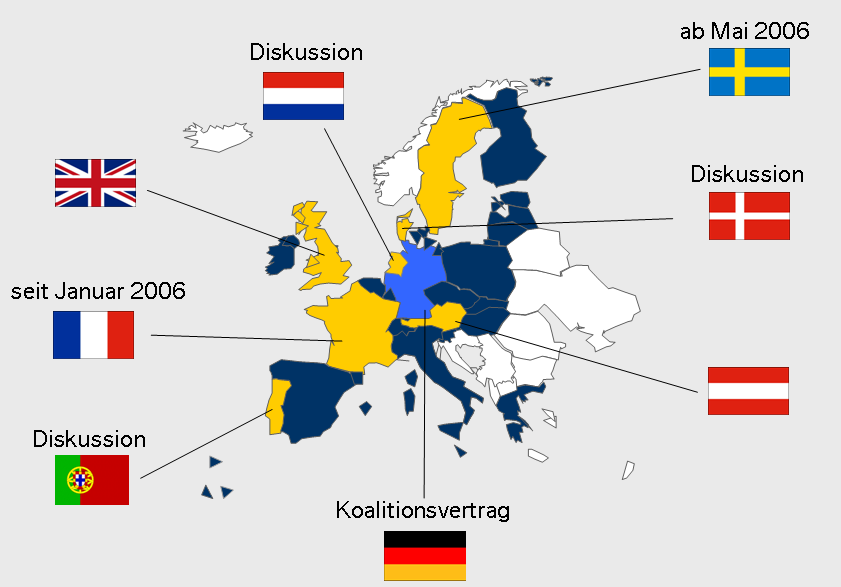 ab Mai 2006
Diskussion
Diskussion
seit Januar 2006
Diskussion
Koalitionsvertrag